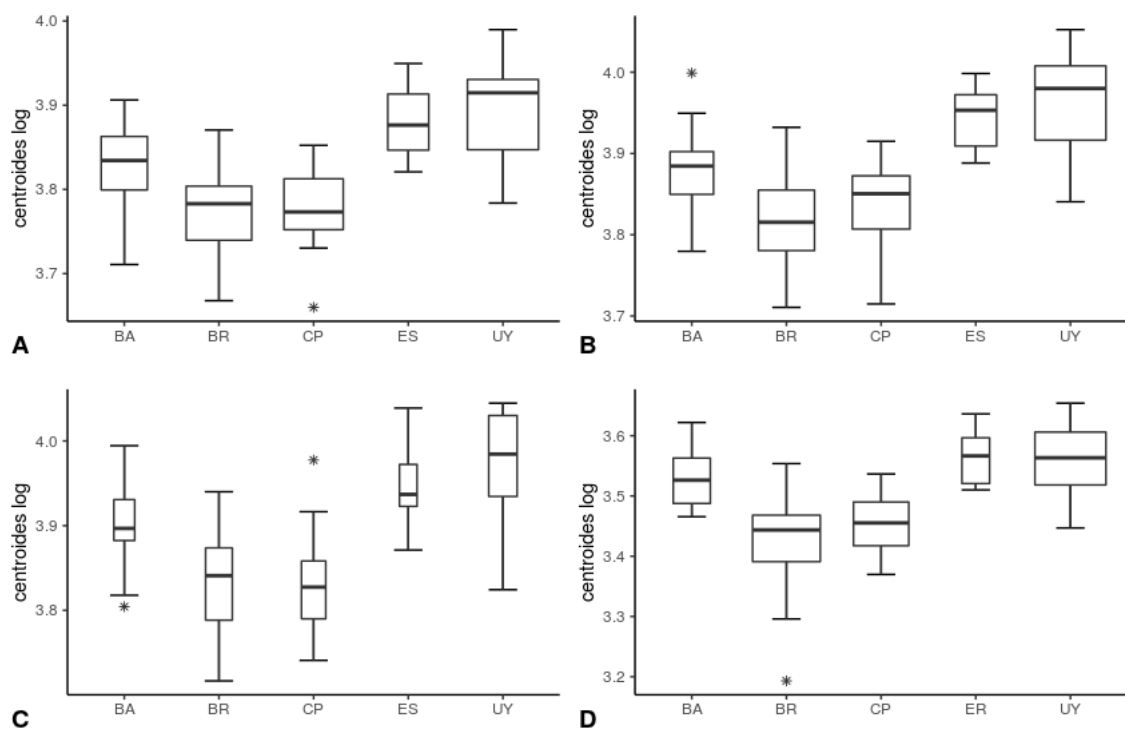 4.0
3.9
3.8
3.7
centroides log
BA BR CP ES UY
A
4.0
3.9
3.8
3.7
centroides log
BA BR CP ES UY
B
4.0
3.9
3.8
centroides log
BA BR CP ES UY
C
3.6
3.5
3.4
3.3
3.2
centroides log
BA BR CP ER UY
D